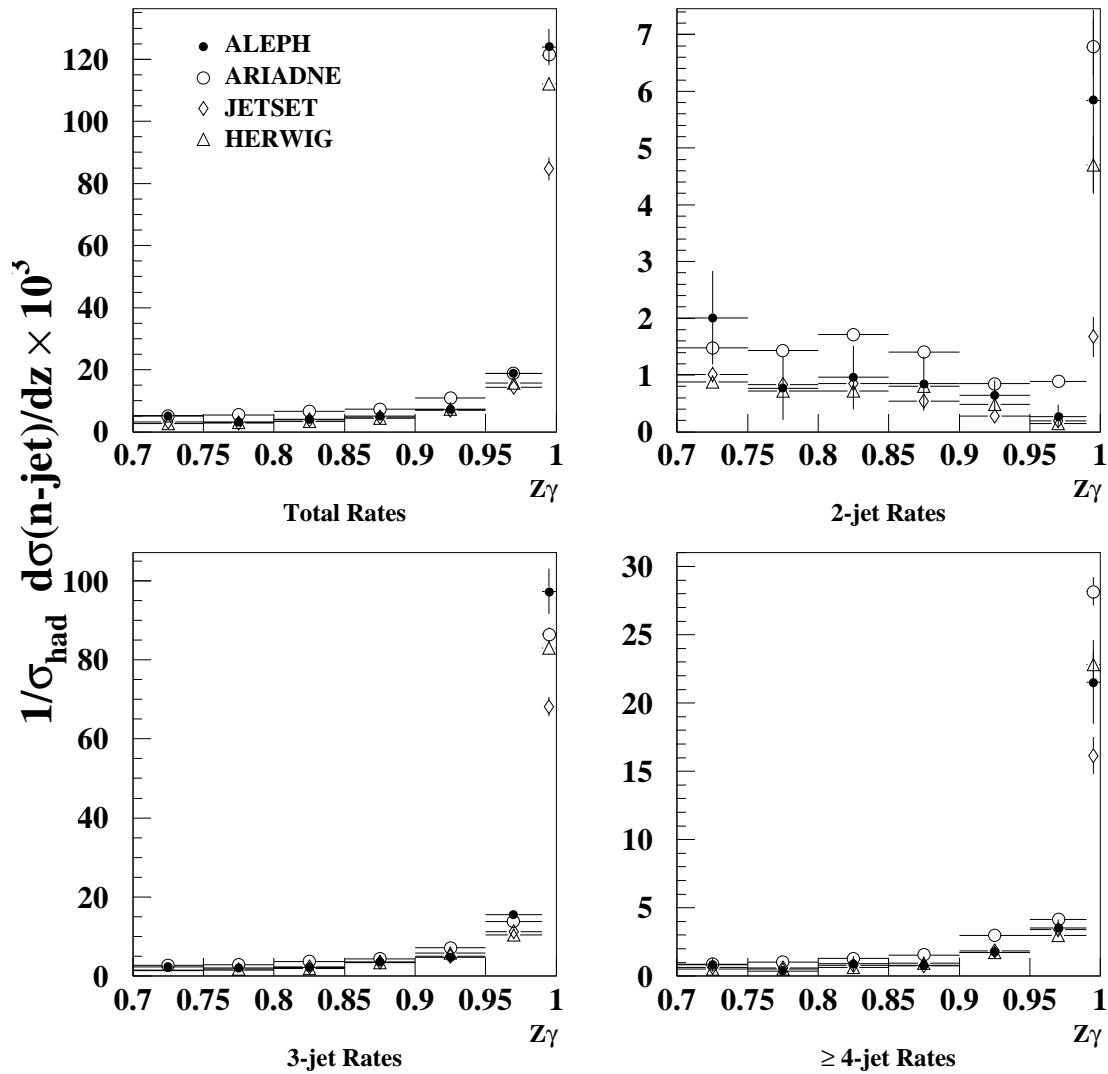 1/σhad dσ(n-jet)/dz × 10³
120
100
80
60
40
20
0
ALEPH
ARIADNE
JETSET
HERWIG
0.7 0.75 0.8 0.85 0.9 0.95 1
Zγ
Total Rates
7
6
5
4
3
2
1
0
0.7 0.75 0.8 0.85 0.9 0.95 1
Zγ
2-jet Rates
100
80
60
40
20
0
0.7 0.75 0.8 0.85 0.9 0.95 1
Zγ
3-jet Rates
30
25
20
15
10
5
0
0.7 0.75 0.8 0.85 0.9 0.95 1
Zγ
≥ 4-jet Rates